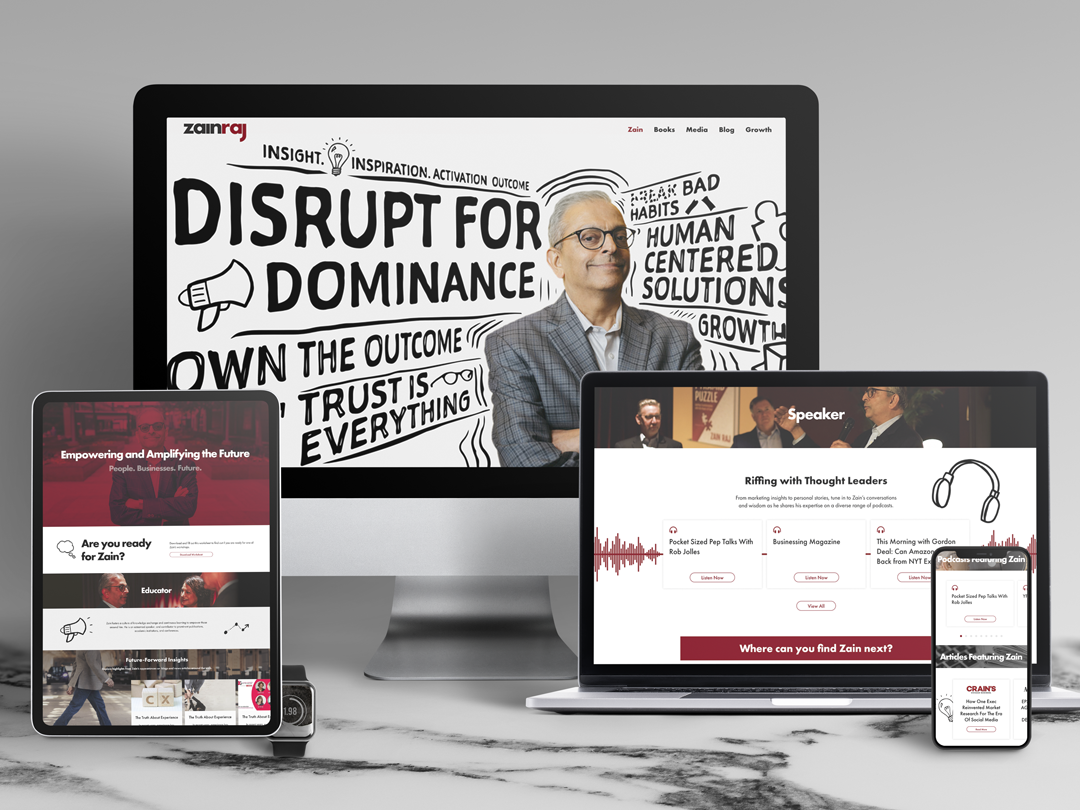 zainraj
Zain Books Media Blog Growth
INSIGHT. INSPIRATION. ACTIVATION OUTCOME
DISRUPT FOR
DOMINANCE
OWN THE OUTCOME
TRUST IS
EVERYTHING
BREAK BAD
HABITS
HUMAN
CENTERED
SOLUTIONS
GROWTH
Empowering and Amplifying the Future
People. Businesses. Future.
Are you ready
for Zain?
Educator
Future-Forward Insights
CX
The Truth About Experience
The Truth About Experience
The Truth About E
1.98
PUZZLE
ZAIN RAJ
Speaker
Riffing with Thought Leaders
From marketing insights to personal stories, tune in to Zain's conversations
and wisdom as he shares his expertise on a diverse range of podcasts.
Pocket Sized Pep Talks With
Rob Jolles
Listen Now
Businessing Magazine
Listen Now
This Morning with Gordon
Deal: Can Amazon
Back from NYT Ex
Listen Now
View All
Where can you find Zain next?
Podcasts Featuring Zain
Pocket Sized Pep Talks With
Rob Jolles
Listen Now
Articles Featuring Zain
CRAIN'S
How One Exec
Reinvented Market
Research For The Era
Of Social Media
Read Now